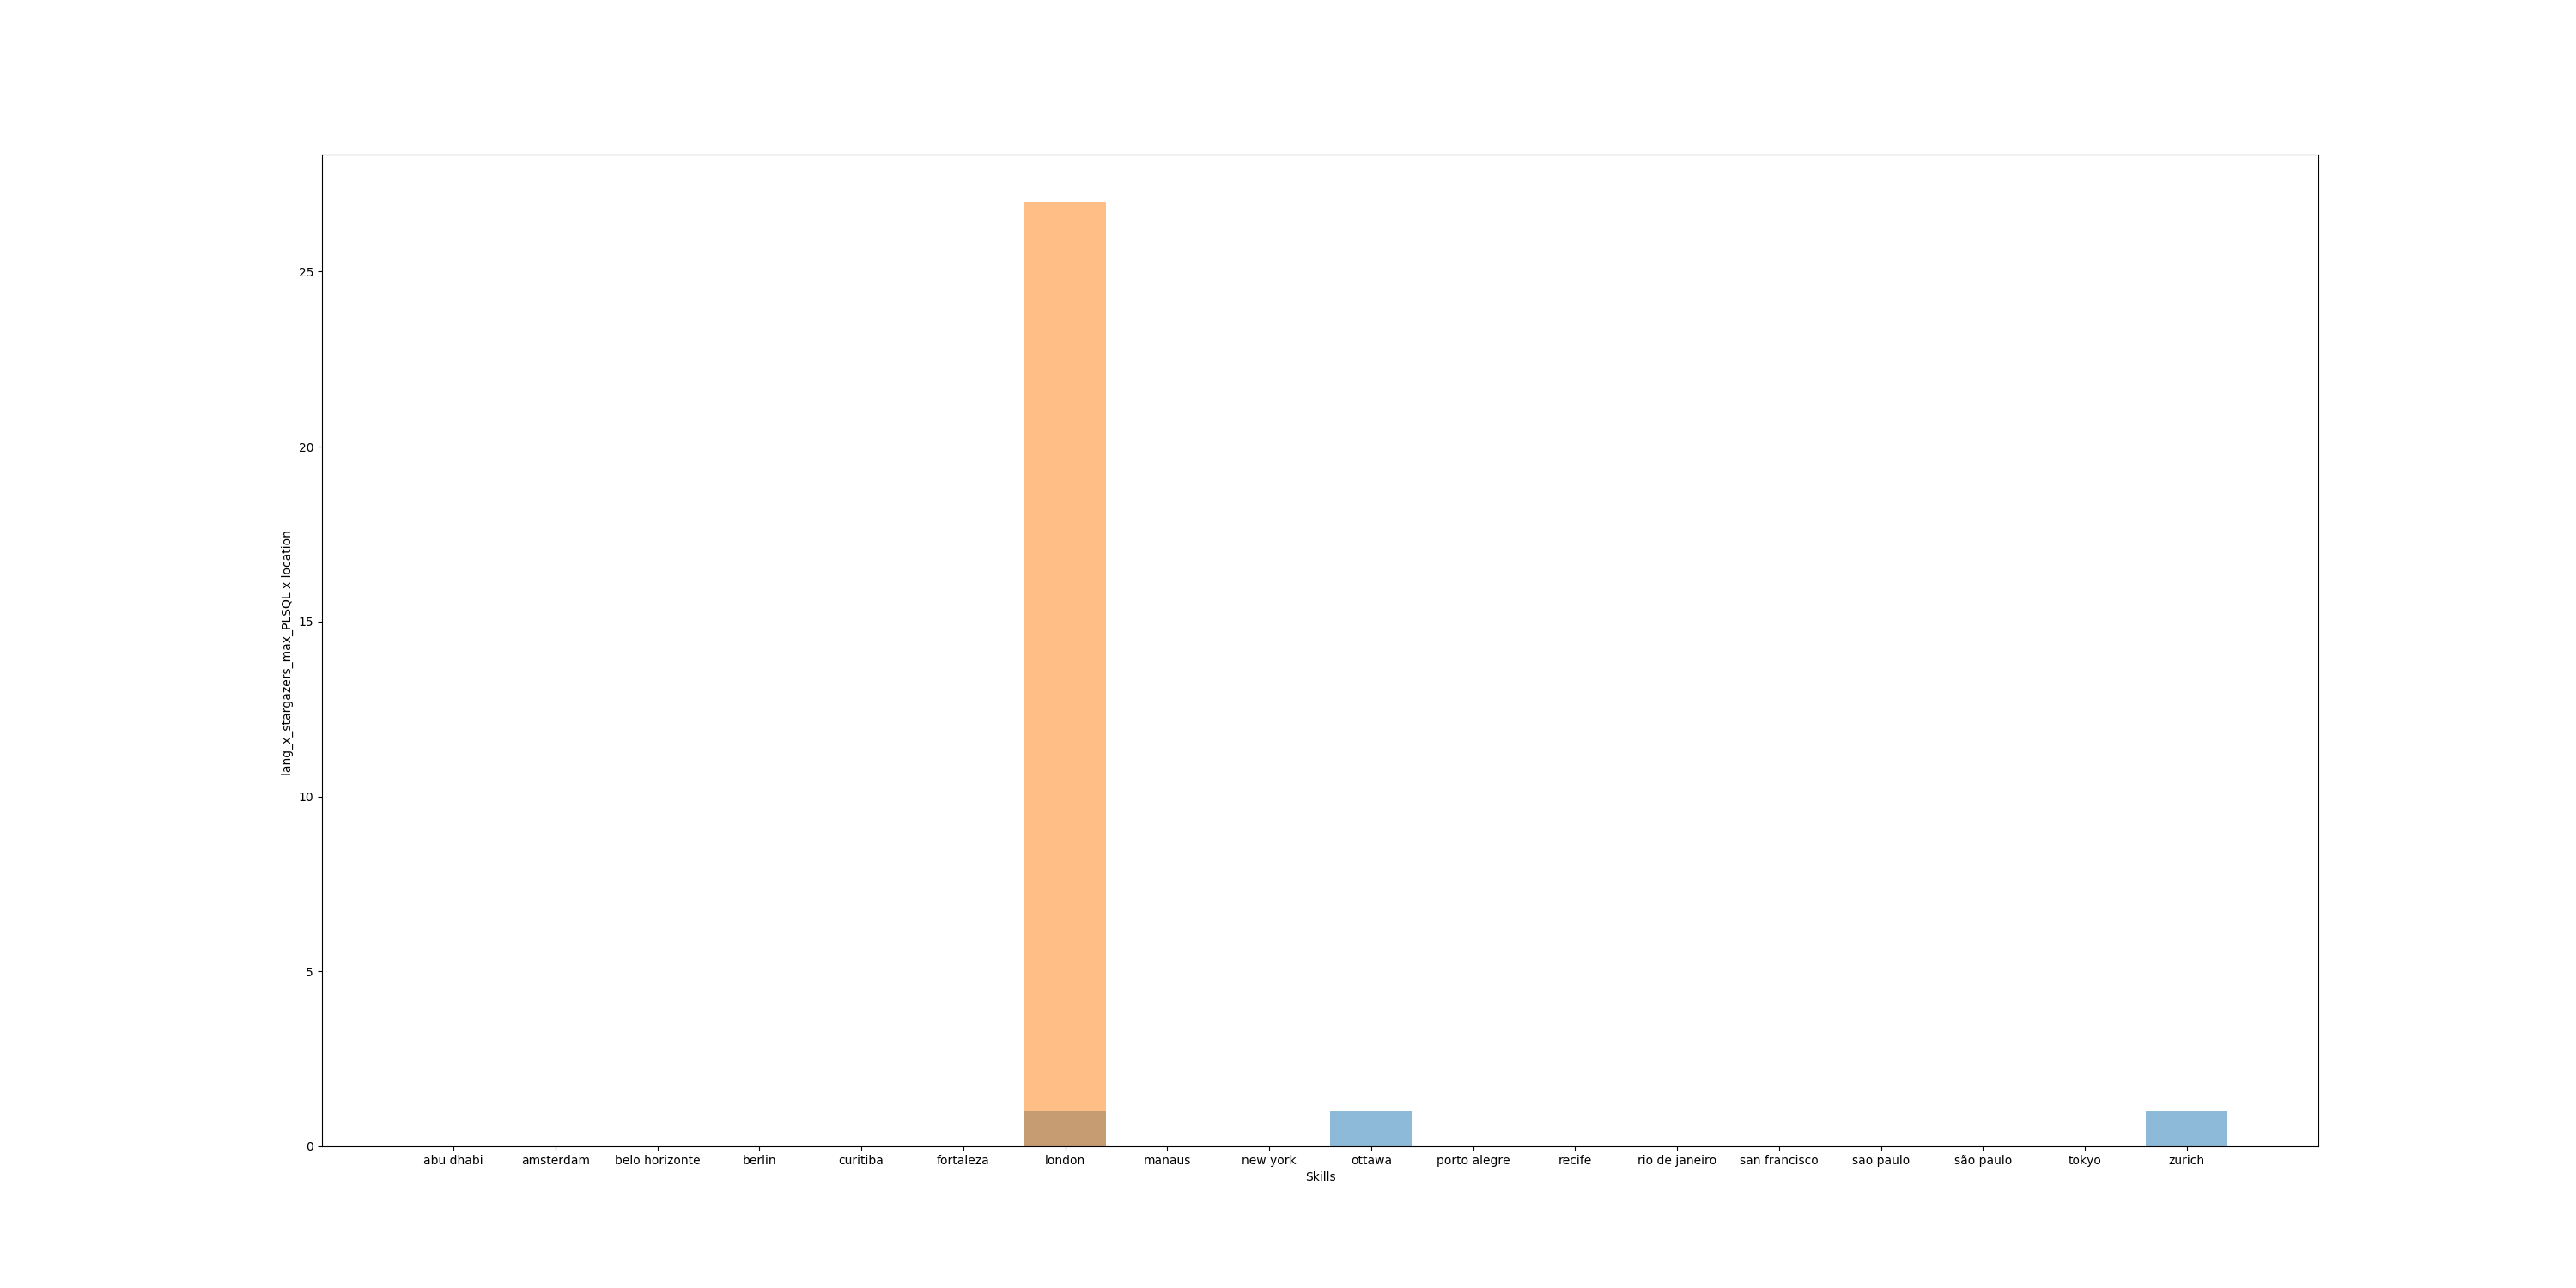 lang_x_stargazers_max_PLSQL x location
25
20
15
10
5
0
abu dhabi amsterdam belo horizonte berlin curitiba fortaleza london manaus new york ottawa porto alegre recife rio de janeiro san francisco sao paulo são paulo tokyo zurich
Skills